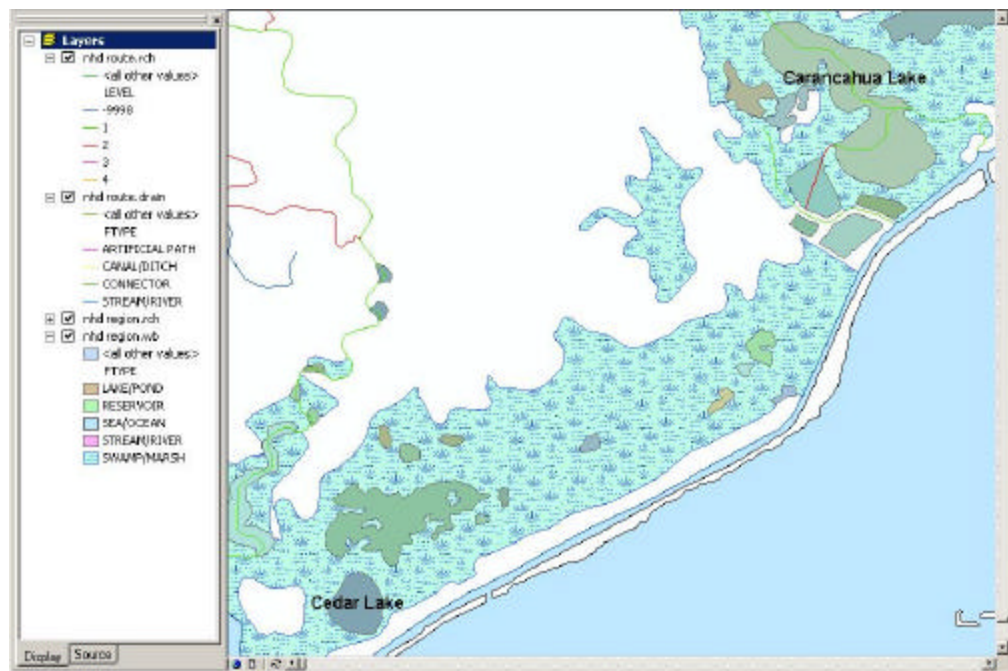 Layers
nhd route.rch
<all other values>
LEVEL
-9998
1
2
3
4
nhd route.drain
<all other values>
FTYPE
ARTIFICIAL PATH
CANAL/DITCH
CONNECTOR
STREAM/RIVER
nhd region.rch
nhd region.wb
<all other values>
FTYPE
LAKE/POND
RESERVOIR
SEA/OCEAN
STREAM/RIVER
SWAMP/MARSH
Display Source
Carancahua Lake
Cedar Lake